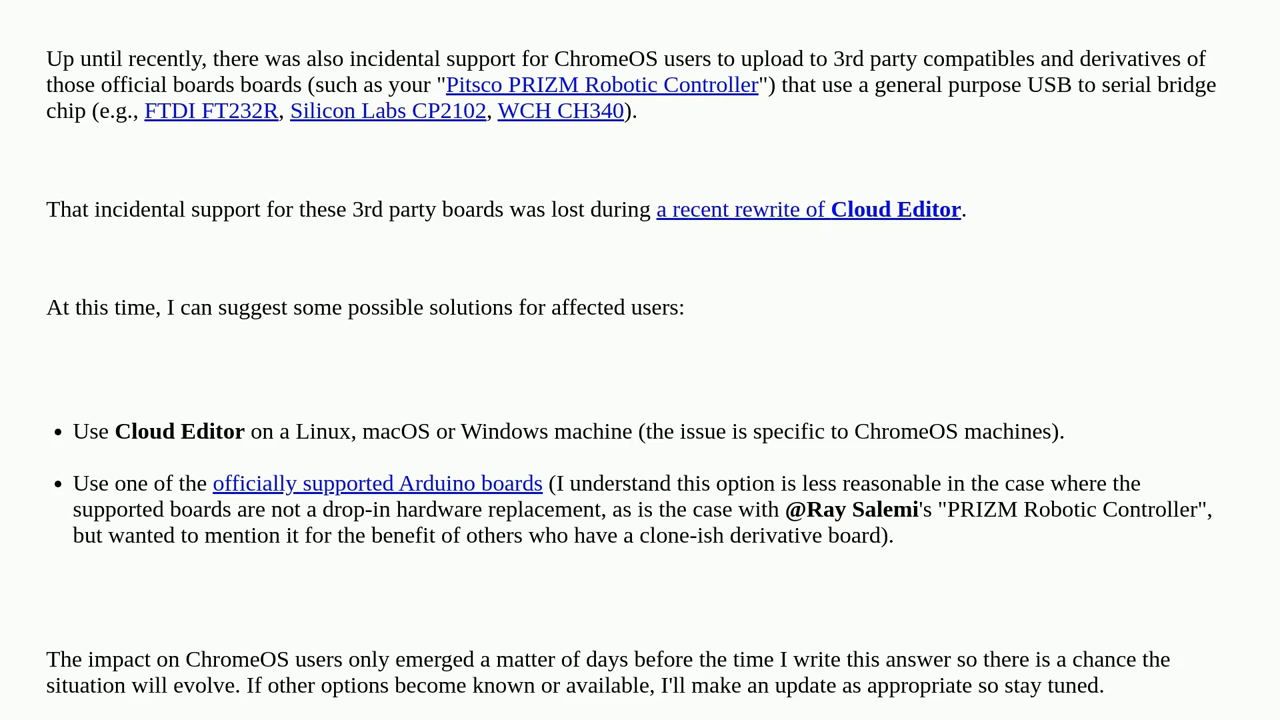 Up until recently, there was also incidental support for ChromeOS users to upload to 3rd party compatibles and derivatives of
those official boards boards (such as your "Pitsco PRIZM Robotic Controller") that use a general purpose USB to serial bridge
chip (e.g., FTDI FT232R, Silicon Labs CP2102, WCH CH340).
That incidental support for these 3rd party boards was lost during a recent rewrite of Cloud Editor.
At this time, I can suggest some possible solutions for affected users:
• Use Cloud Editor on a Linux, macOS or Windows machine (the issue is specific to ChromeOS machines).
• Use one of the officially supported Arduino boards (I understand this option is less reasonable in the case where the
supported boards are not a drop-in hardware replacement, as is the case with @Ray Salemi's "PRIZM Robotic Controller",
but wanted to mention it for the benefit of others who have a clone-ish derivative board).
The impact on ChromeOS users only emerged a matter of days before the time I write this answer so there is a chance the
situation will evolve. If other options become known or available, I'll make an update as appropriate so stay tuned.